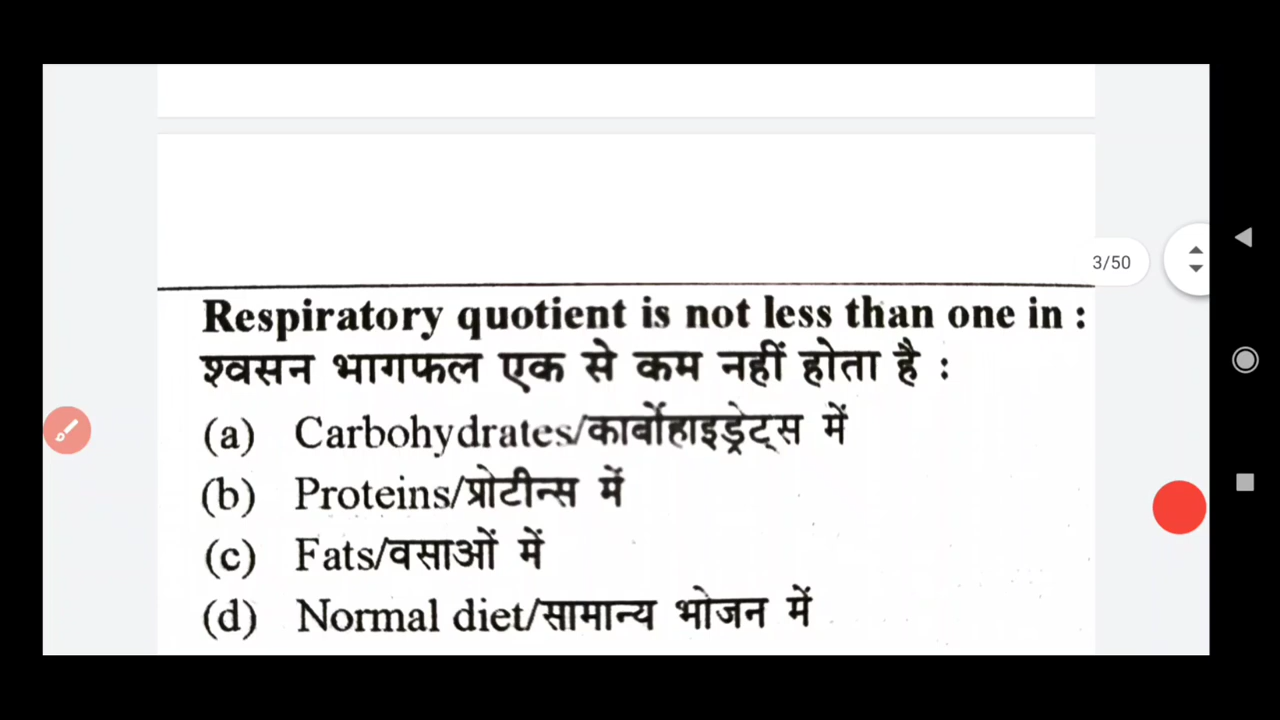 3/50
Respiratory quotient is not less than one in :
श्वसन भागफल एक से कम नहीं होता है :
(a) Carbohydrates/कार्बोहाइड्रेट्स में
(b) Proteins/प्रोटीन्स में
(c) Fats/वसाओं में
(d) Normal diet/सामान्य भोजन में